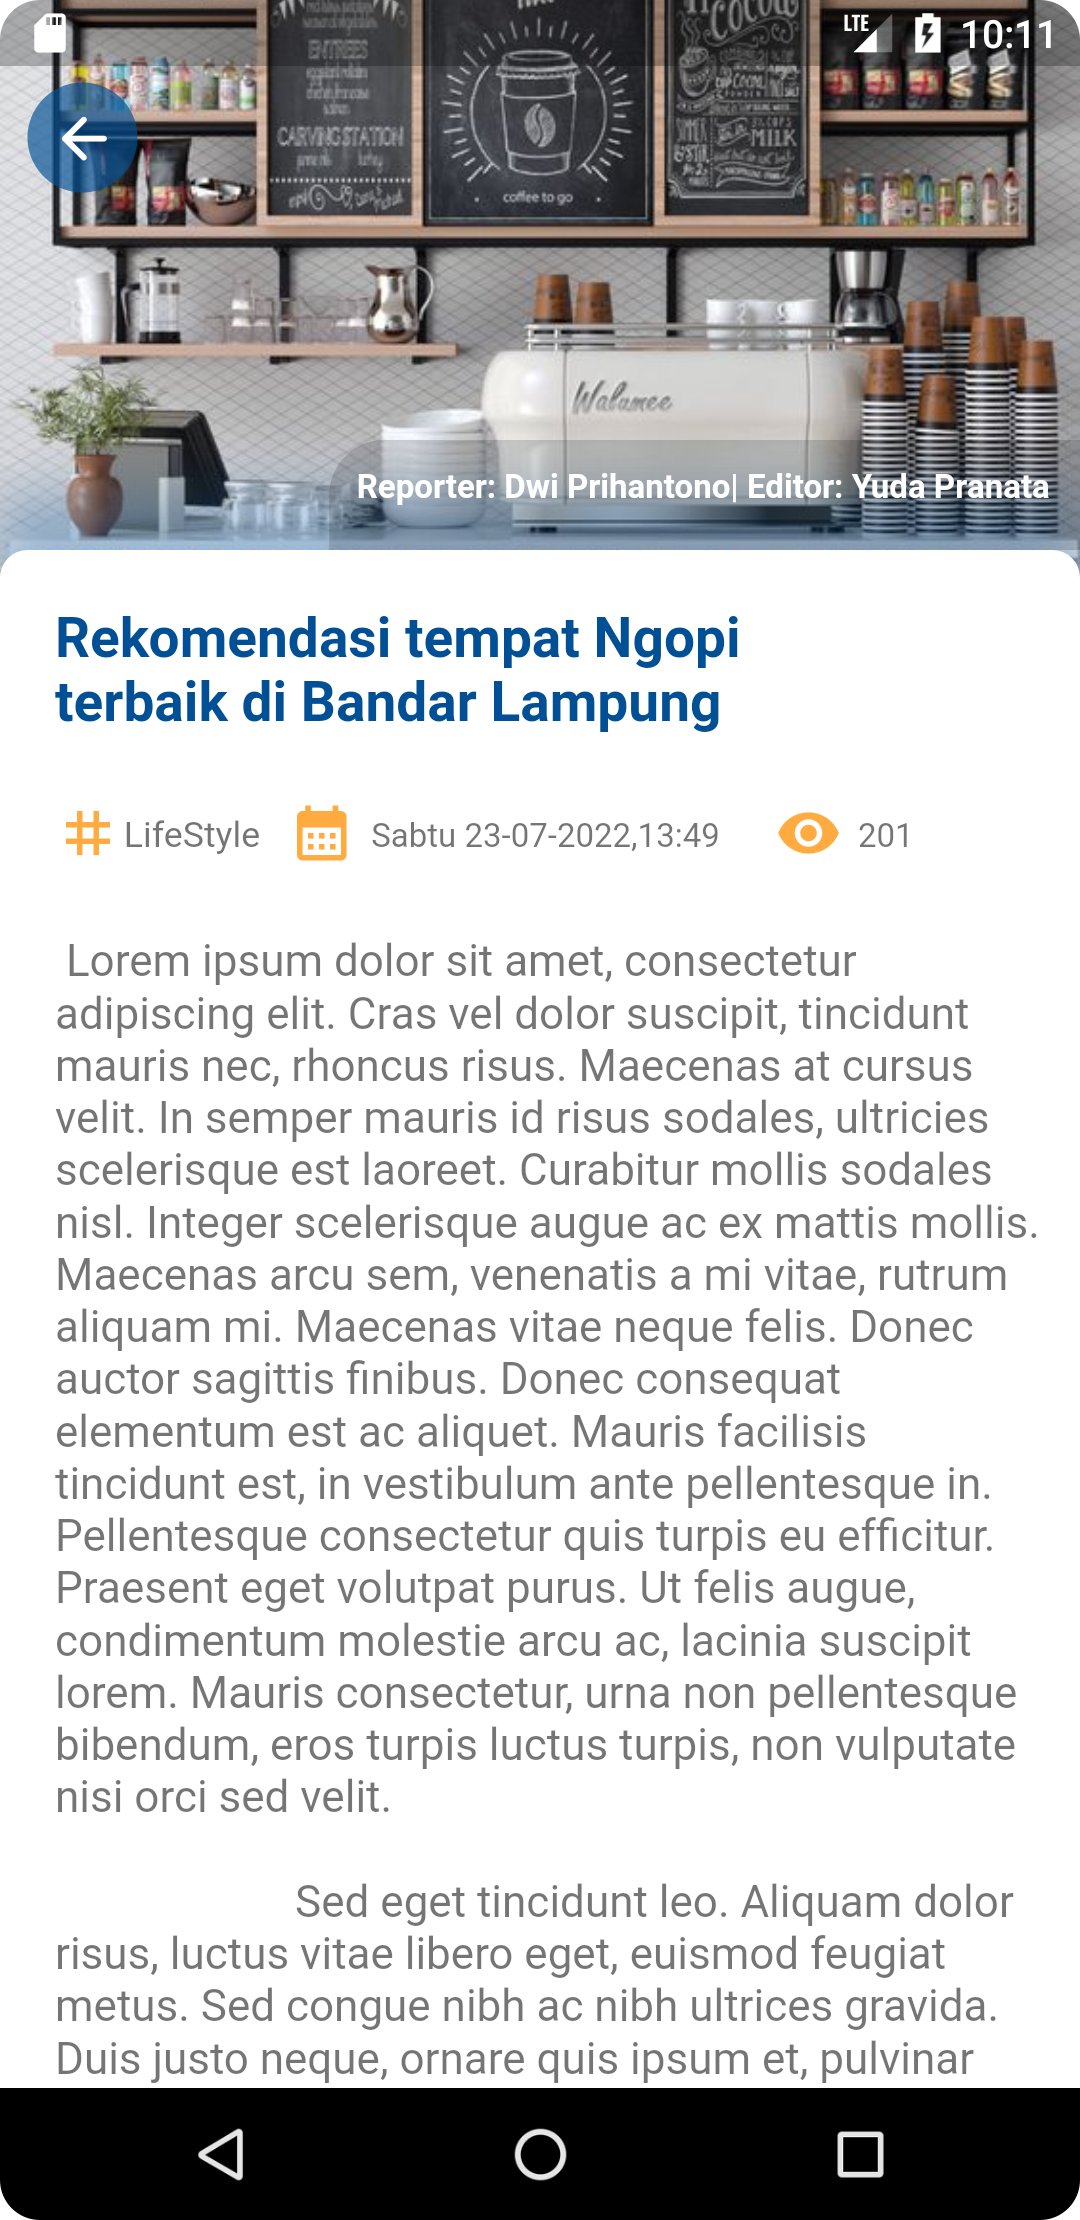 LTE 10:11
ENTREES
CARVING STATION
coffee to go
COCOA
MILK
Walumee
Reporter: Dwi Prihantono| Editor: Yuda Pranata
Rekomendasi tempat Ngopi
terbaik di Bandar Lampung
LifeStyle Sabtu 23-07-2022,13:49 201
Lorem ipsum dolor sit amet, consectetur
adipiscing elit. Cras vel dolor suscipit, tincidunt
mauris nec, rhoncus risus. Maecenas at cursus
velit. In semper mauris id risus sodales, ultricies
scelerisque est laoreet. Curabitur mollis sodales
nisl. Integer scelerisque augue ac ex mattis mollis.
Maecenas arcu sem, venenatis a mi vitae, rutrum
aliquam mi. Maecenas vitae neque felis. Donec
auctor sagittis finibus. Donec consequat
elementum est ac aliquet. Mauris facilisis
tincidunt est, in vestibulum ante pellentesque in.
Pellentesque consectetur quis turpis eu efficitur.
Praesent eget volutpat purus. Ut felis augue,
condimentum molestie arcu ac, lacinia suscipit
lorem. Mauris consectetur, urna non pellentesque
bibendum, eros turpis luctus turpis, non vulputate
nisi orci sed velit.
Sed eget tincidunt leo. Aliquam dolor
risus, luctus vitae libero eget, euismod feugiat
metus. Sed congue nibh ac nibh ultrices gravida.
Duis justo neque, ornare quis ipsum et, pulvinar